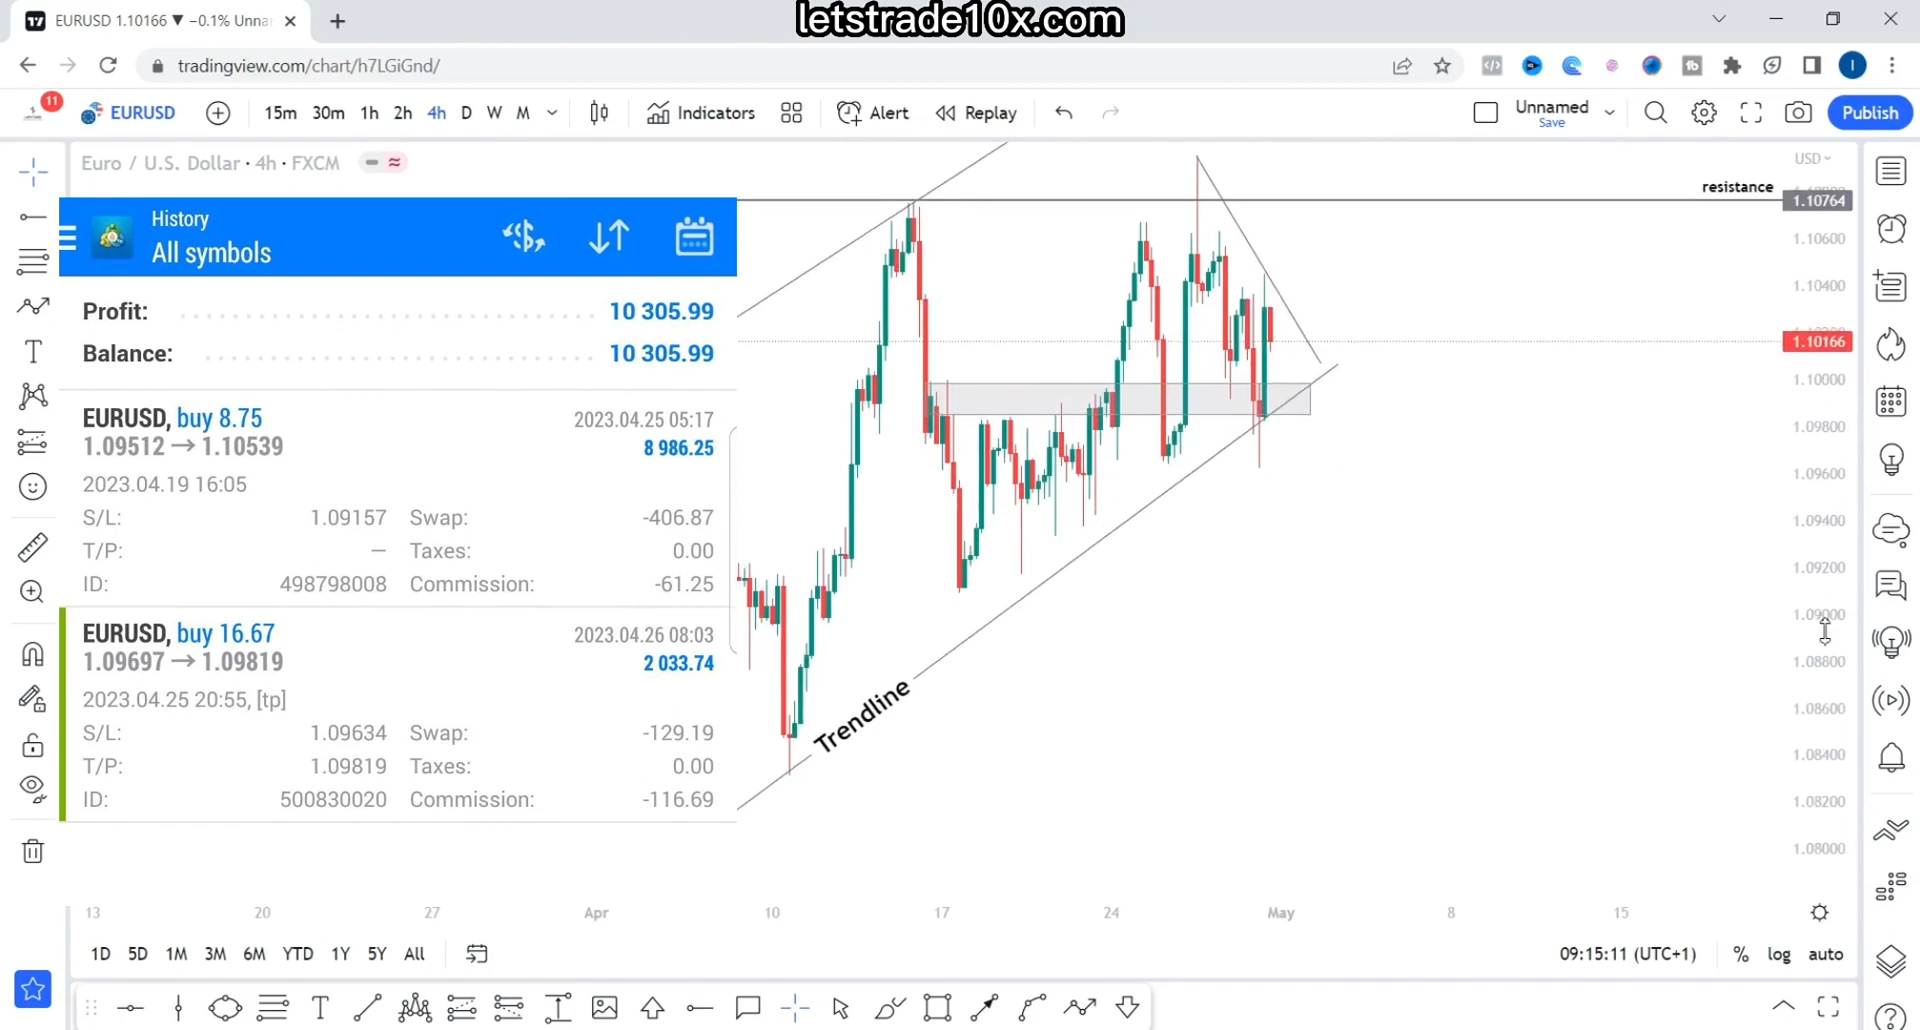 letstrade10x.com
EURUSD 1.10166 ▼ −0.1% Unnar
tradingview.com/chart/h7LGiGnd/
11
EURUSD
15m 30m 1h 2h 4h D W M
Indicators
Alert
Replay
Unnamed
Save
Publish
Euro / U.S. Dollar · 4h · FXCM
USD
resistance
1.10764
1.10600
1.10400
1.10166
1.10000
1.09800
1.09600
1.09400
1.09200
1.09000
1.08800
1.08600
1.08400
1.08200
1.08000
History
All symbols
Profit: 10 305.99
Balance: 10 305.99
EURUSD, buy 8.75 2023.04.25 05:17
1.09512 → 1.10539 8 986.25
2023.04.19 16:05
S/L: 1.09157 Swap: -406.87
T/P: — Taxes: 0.00
ID: 498798008 Commission: -61.25
EURUSD, buy 16.67 2023.04.26 08:03
1.09697 → 1.09819 2 033.74
2023.04.25 20:55, [tp]
S/L: 1.09634 Swap: -129.19
T/P: 1.09819 Taxes: 0.00
ID: 500830020 Commission: -116.69
Trendline
13 20 27 Apr 10 17 24 May 8 15
1D 5D 1M 3M 6M YTD 1Y 5Y All
09:15:11 (UTC+1) % log auto